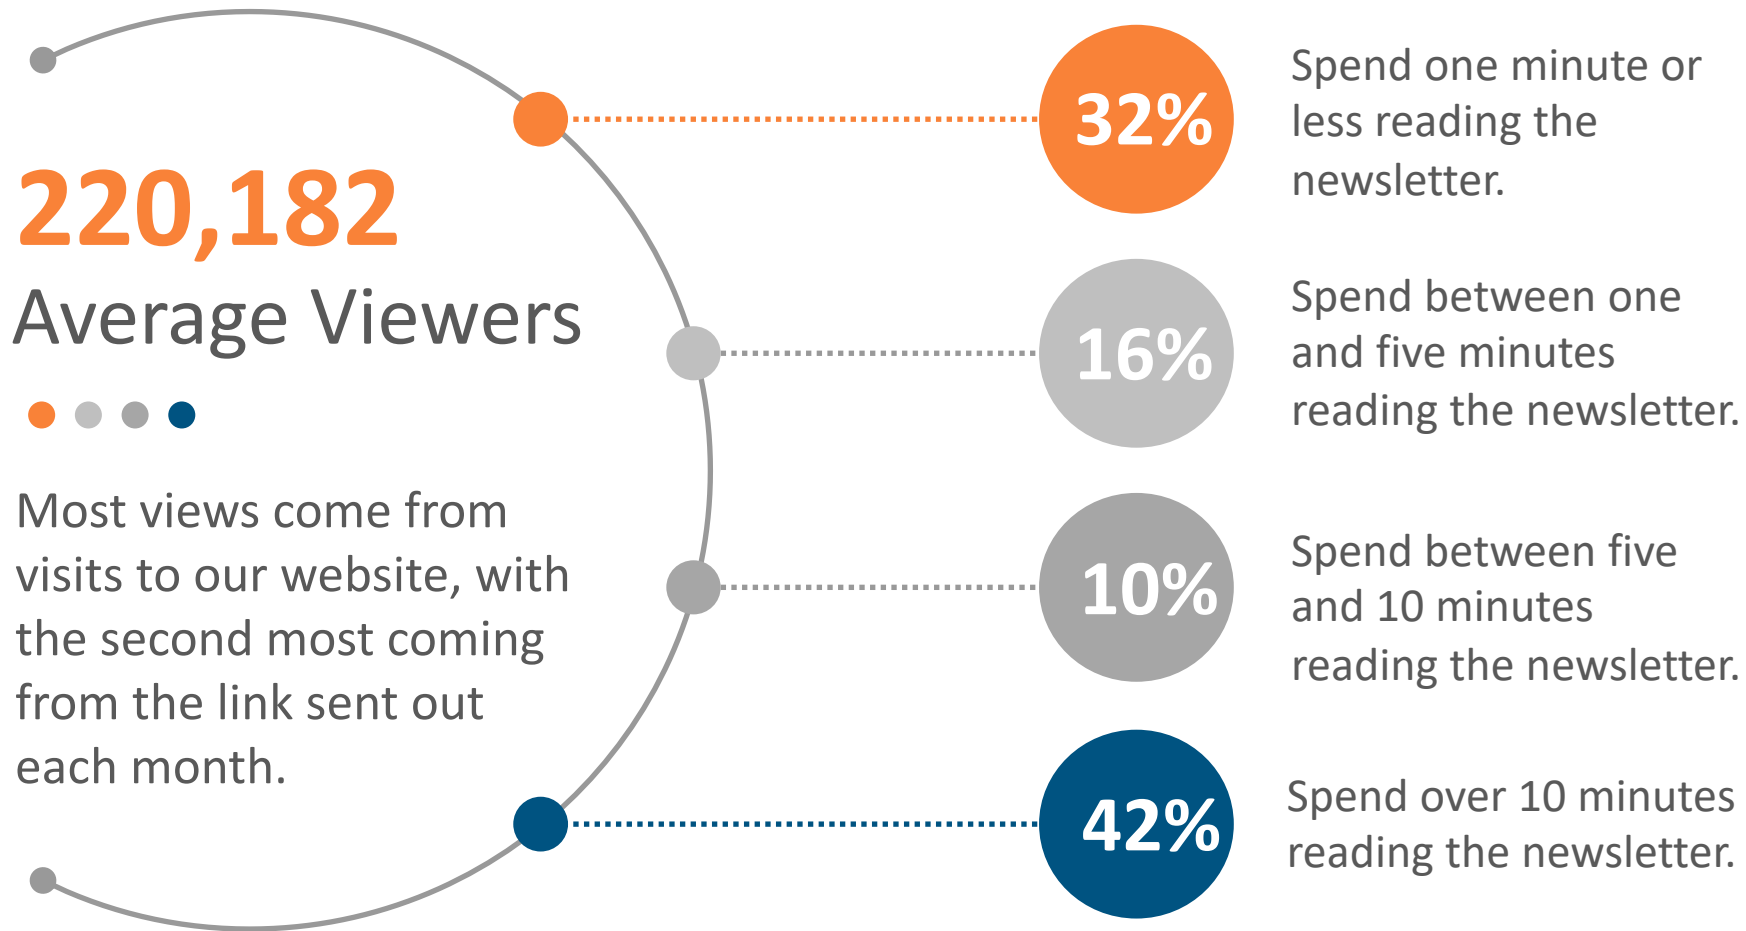 220,182
Average Viewers
Most views come from
visits to our website, with
the second most coming
from the link sent out
each month.
32%
Spend one minute or
less reading the
newsletter.
16%
Spend between one
and five minutes
reading the newsletter.
10%
Spend between five
and 10 minutes
reading the newsletter.
42%
Spend over 10 minutes
reading the newsletter.